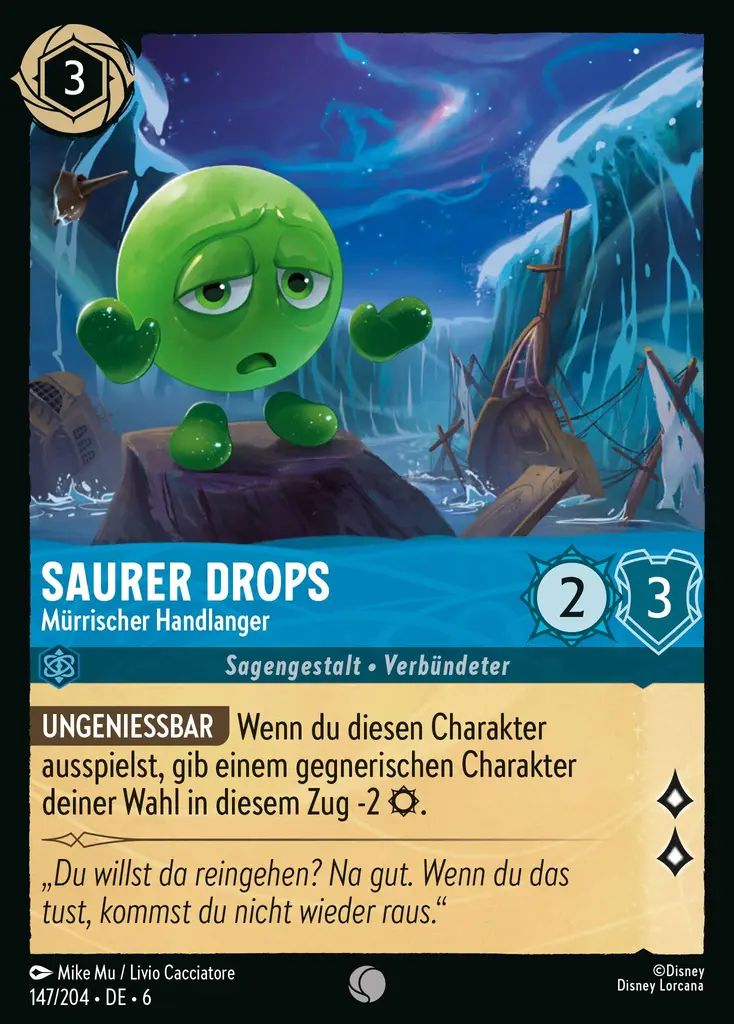 3
SAURER DROPS
Mürrischer Handlanger
2
3
Sagengestalt • Verbündeter
UNGENIESSBAR Wenn du diesen Charakter
ausspielst, gib einem gegnerischen Charakter
deiner Wahl in diesem Zug -2 .
„Du willst da reingehen? Na gut. Wenn du das
tust, kommst du nicht wieder raus.“
Mike Mu / Livio Cacciatore
147/204 • DE • 6
©Disney
Disney Lorcana